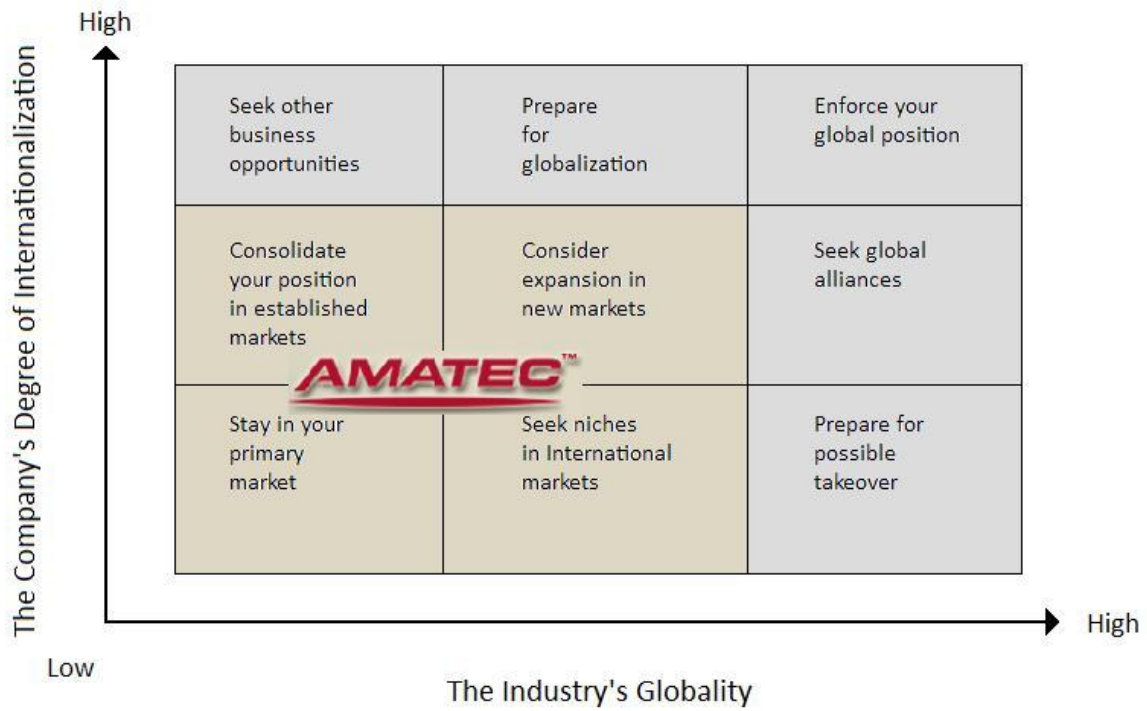 High
The Company's Degree of Internationalization
Seek other
business
opportunities
Prepare
for
globalization
Enforce your
global position
Consolidate
your position
in established
markets
Consider
expansion in
new markets
Seek global
alliances
AMATEC™
Stay in your
primary
market
Seek niches
in International
markets
Prepare for
possible
takeover
High
Low
The Industry's Globality